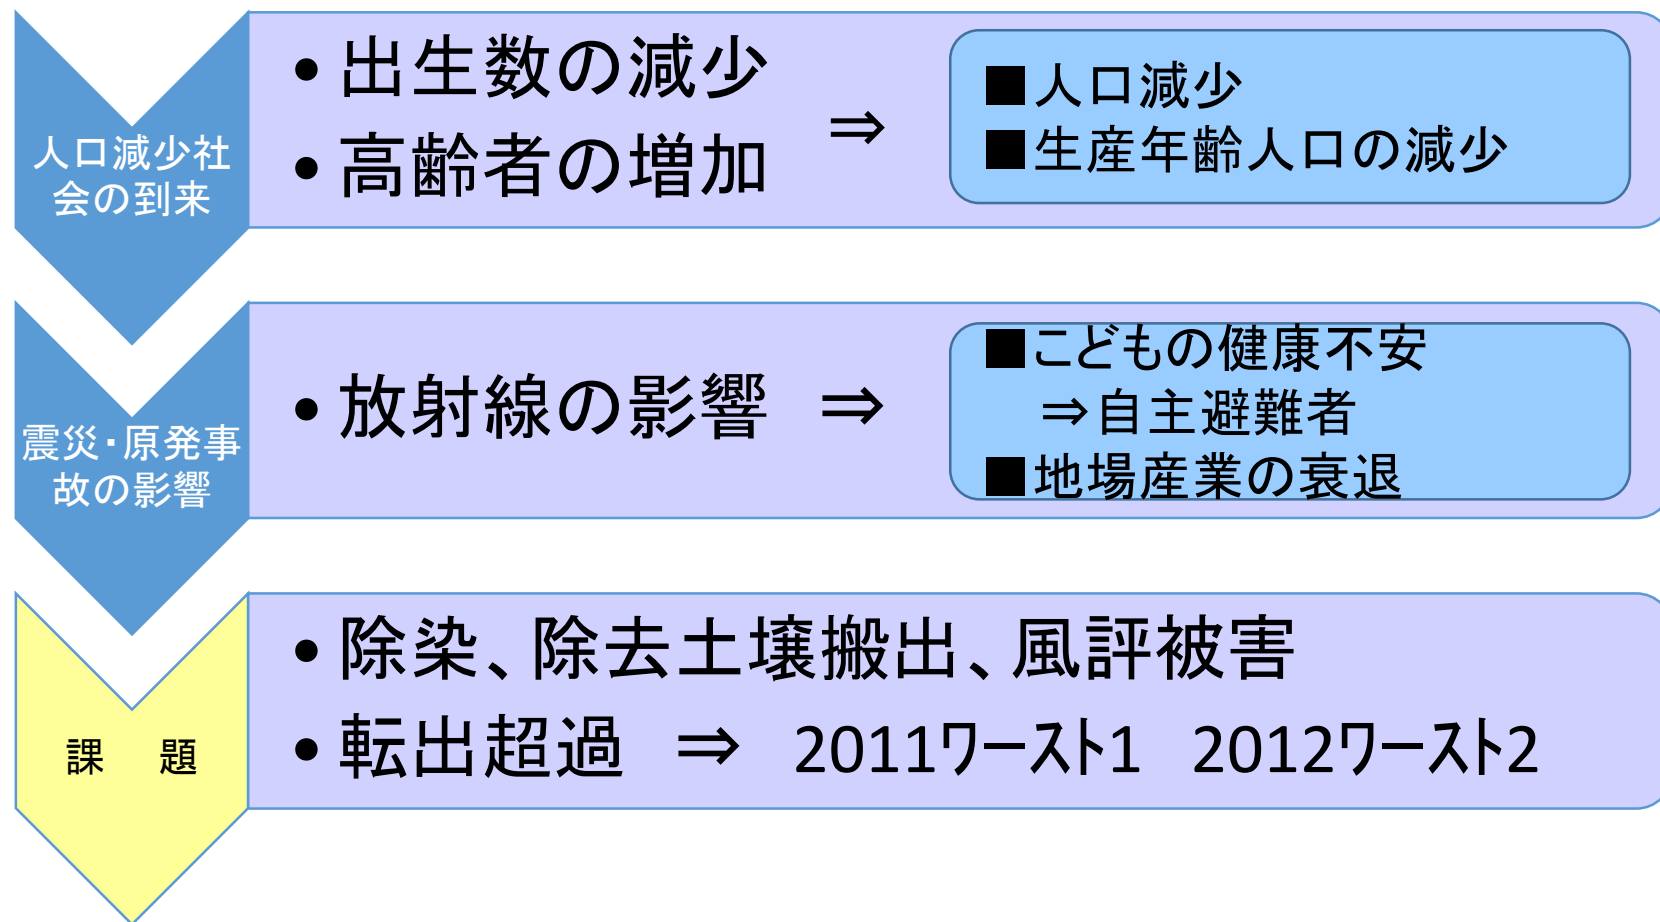 人口減少社
会の到来
• 出生数の減少
• 高齢者の増加
⇒
■人口減少
■生産年齢人口の減少
震災・原発事
故の影響
• 放射線の影響 ⇒
■こどもの健康不安
⇒自主避難者
■地場産業の衰退
課 題
• 除染、除去土壌搬出、風評被害
• 転出超過 ⇒ 2011ワースト1 2012ワースト2